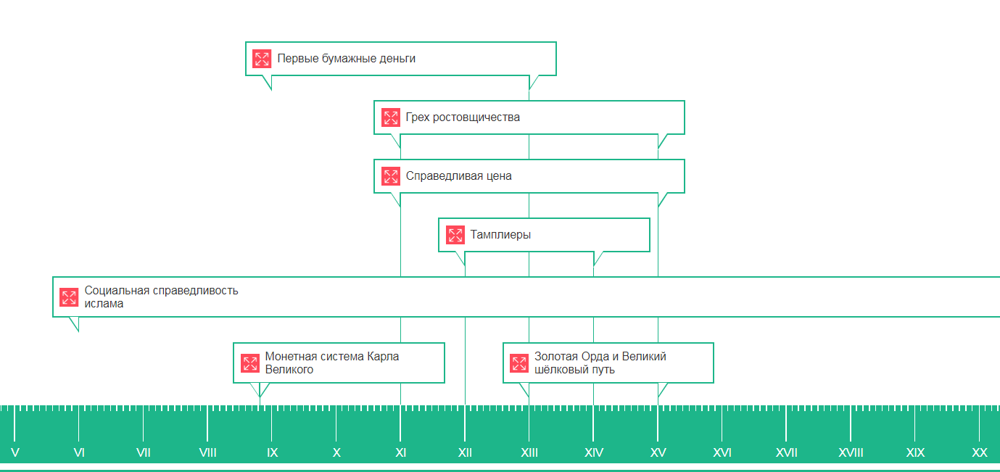 Первые бумажные деньги
Грех ростовщичества
Справедливая цена
Тамплиеры
Социальная справедливость
ислама
Монетная система Карла
Великого
Золотая Орда и Великий
шёлковый путь
V VI VII VIII IX X XI XII XIII XIV XV XVI XVII XVIII XIX XX